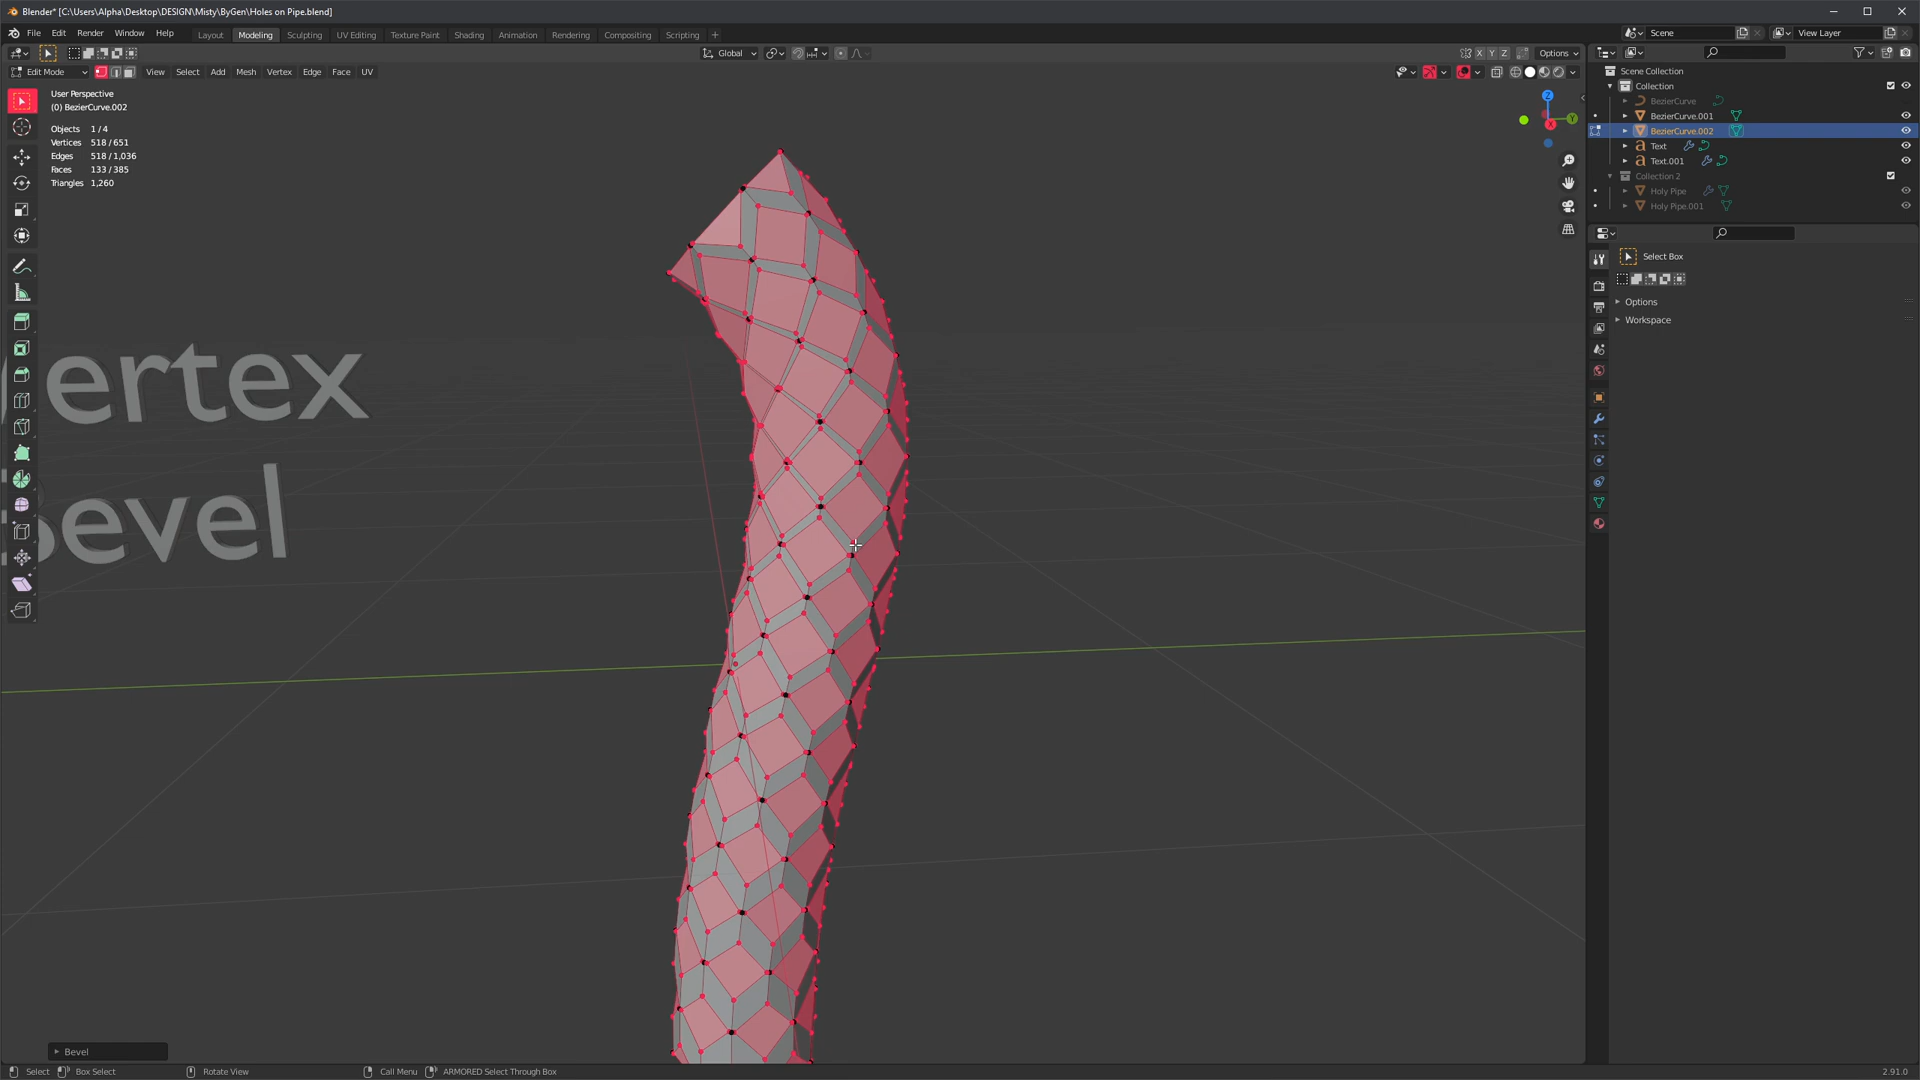 Blender* [C:\Users\Alpha\Desktop\DESIGN\Misty\ByGen\Holes on Pipe.blend]
File Edit Render Window Help Layout Modeling Sculpting UV Editing Texture Paint Shading Animation Rendering Compositing Scripting + Scene View Layer
Global X Y Z Options
Edit Mode View Select Add Mesh Vertex Edge Face UV
User Perspective
(0) BezierCurve.002
Objects 1 / 4
Vertices 518 / 651
Edges 518 / 1,036
Faces 133 / 385
Triangles 1,260
Z
Y
X
ertex
evel
Scene Collection
Collection
BezierCurve
BezierCurve.001
BezierCurve.002
Text
Text.001
Collection 2
Holy Pipe
Holy Pipe.001
Select Box
Options
Workspace
Bevel
Select Box Select Rotate View Call Menu ARMORED Select Through Box 2.91.0